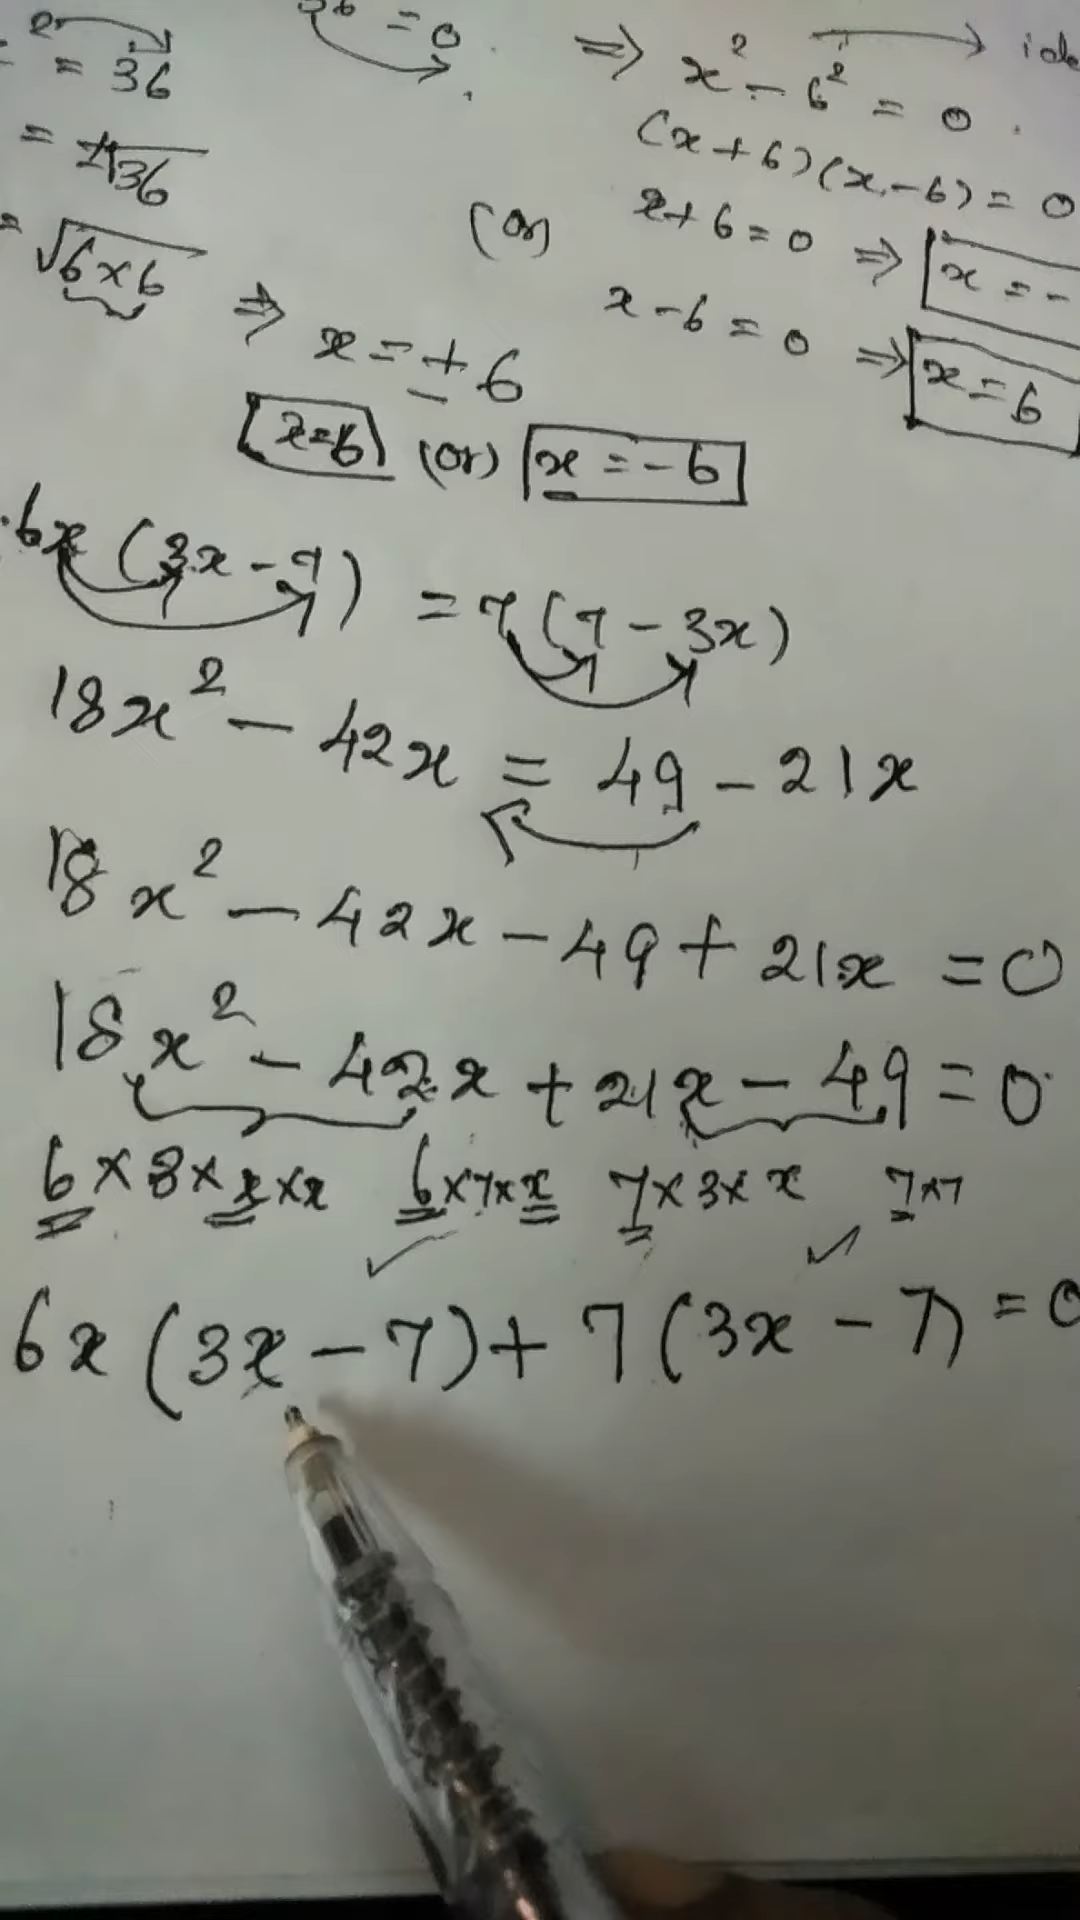 ² = 36
= ±√36
= √6×6
⇒ x = ± 6
x=6 (or) x = -6
= 0
⇒ x² - 6² = 0
(x+6)(x-6) = 0
(or) x+6=0 ⇒ x = -
x-6=0 ⇒ x=6
6x (3x-7) = 7(7-3x)
18x² - 42x = 49 - 21x
18x² - 42x - 49 + 21x = 0
18x² - 42x + 21x - 49 = 0
6×3×x×x 6×7×x 7×3×x 7×7
6x (3x-7) + 7 (3x - 7) = 0